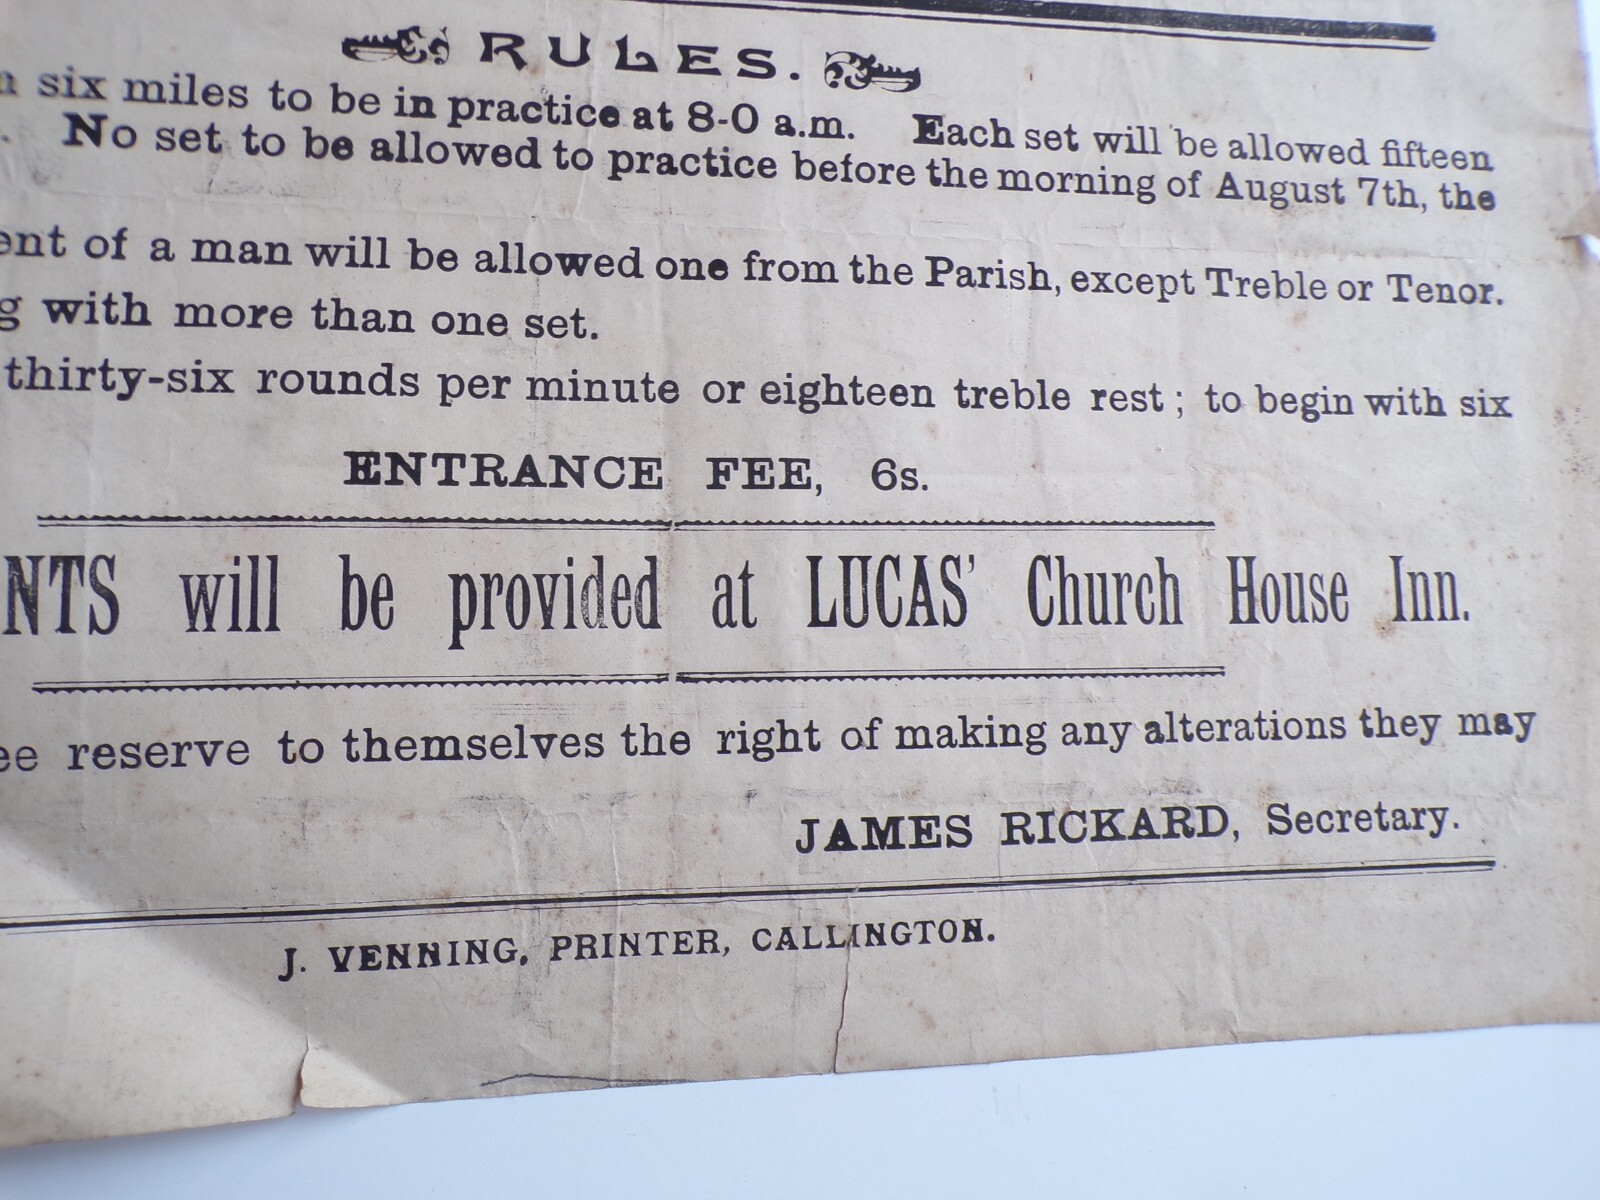 RULES.
six miles to be in practice at 8-0 a.m. Each set will be allowed fifteen
. No set to be allowed to practice before the morning of August 7th, the
ent of a man will be allowed one from the Parish, except Treble or Tenor.
g with more than one set.
thirty-six rounds per minute or eighteen treble rest; to begin with six
ENTRANCE FEE, 6s.
NTS will be provided at LUCAS' Church House Inn.
ee reserve to themselves the right of making any alterations they may
JAMES RICKARD, Secretary.
J. VENNING, PRINTER, CALLINGTON.